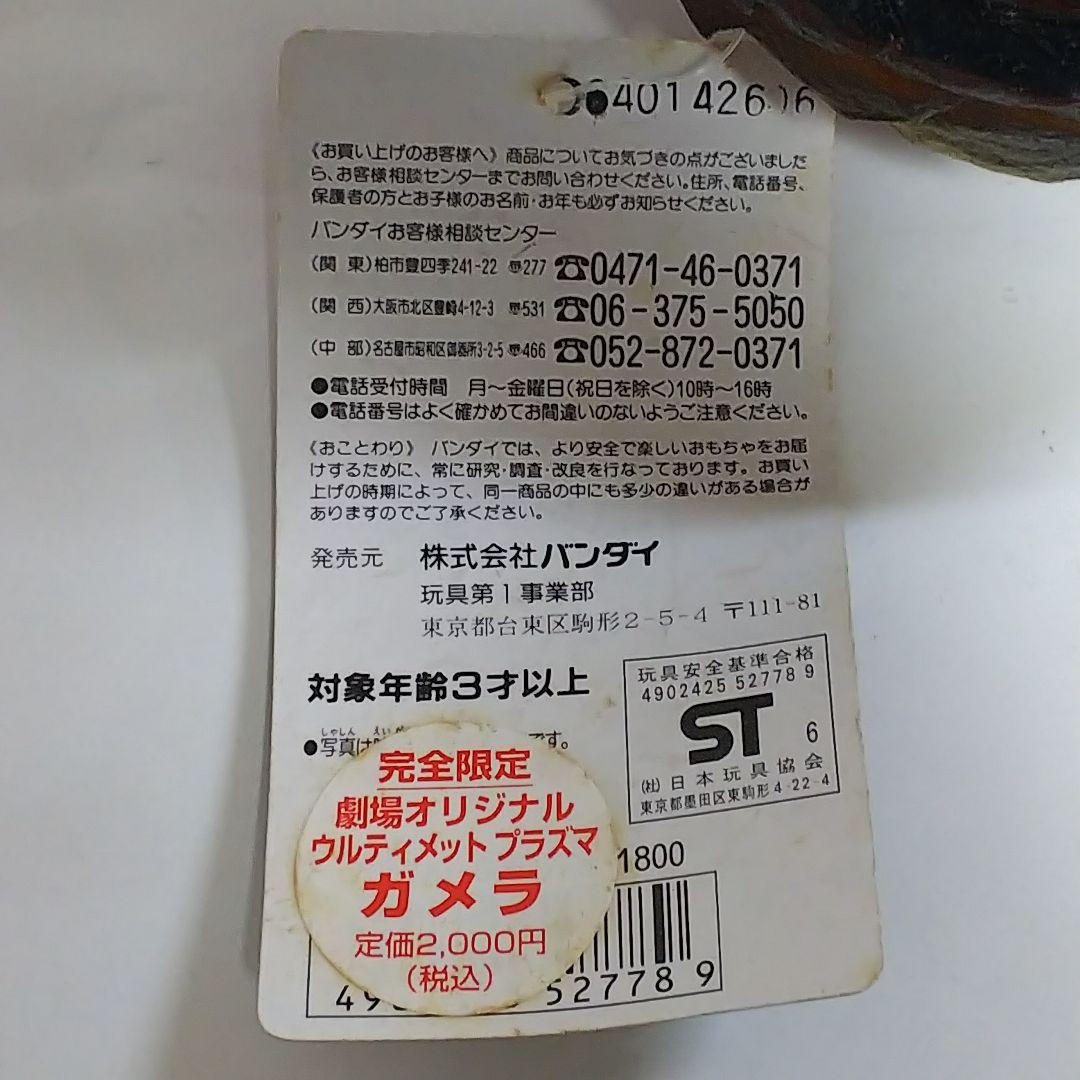 40142616
《お買い上げのお客様へ》商品についてお気づきの点がございましたら
ら、お客様相談センターまでお問い合わせください。住所、電話番号、
保護者の方とお子様のお名前・お年も必ずお知らせください。
バンダイお客様相談センター
(関 東)柏市豊四季241-22 〠277 ☎0471-46-0371
(関 西)大阪市北区豊崎4-12-3 〠531 ☎06-375-5050
(中 部)名古屋市昭和区御器所3-2-5 〠466 ☎052-872-0371
●電話受付時間 月～金曜日(祝日を除く)10時～16時
●電話番号はよく確かめてお間違いのないようご注意ください。
《おことわり》 バンダイでは、より安全で楽しいおもちゃをお届
けするために、常に研究・調査・改良を行なっております。お買い
上げの時期によって、同一商品の中にも多少の違いがある場合が
ありますのでご了承ください。
発売元 株式会社バンダイ
玩具第1事業部
東京都台東区駒形2-5-4 〒111-81
対象年齢3才以上
玩具安全基準合格
4902425 52778 9
ST 6
(社)日本玩具協会
東京都墨田区東駒形4-22-4
しゃしん
●写真は です。
完全限定
劇場オリジナル
ウルティメット プラズマ
ガメラ
定価2,000円
(税込)
1800
49 52778 9